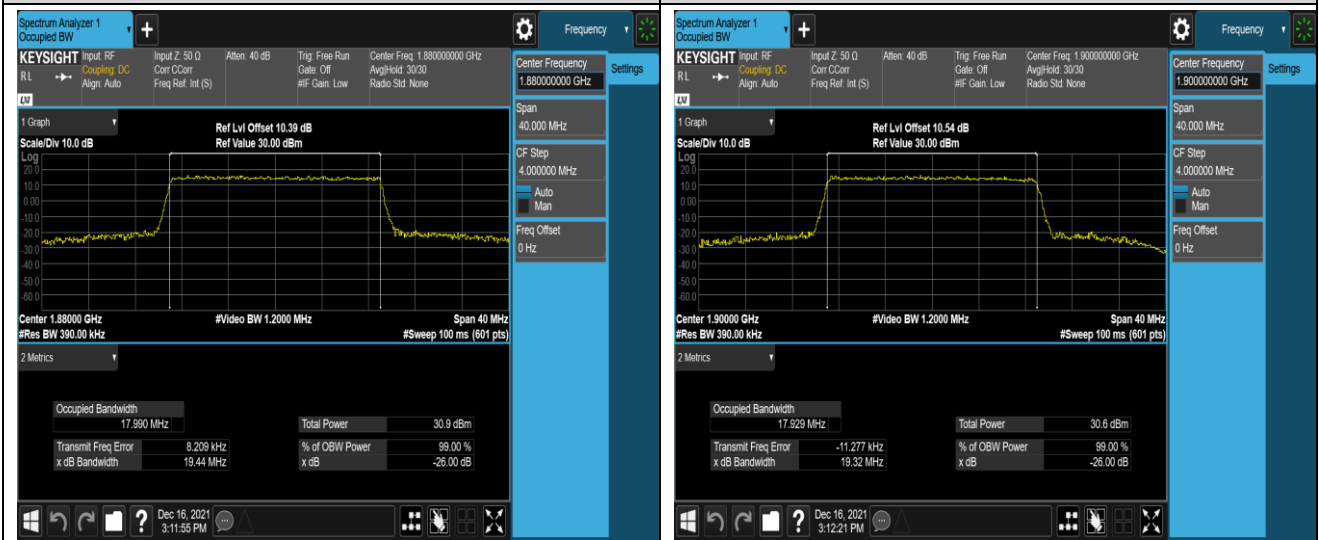 Spectrum Analyzer 1
Occupied BW
+
Frequency
KEYSIGHT
RL
Input: RF
Coupling: DC
Align: Auto
Input Z: 50 Ω
Corr CCorr
Freq Ref: Int (S)
Atten: 40 dB
Trig: Free Run
Gate: Off
#IF Gain: Low
Center Freq: 1.880000000 GHz
Avg|Hold: 30/30
Radio Std: None
LXI
Center Frequency
1.880000000 GHz
Settings
Span
40.000 MHz
CF Step
4.000000 MHz
Auto
Man
Freq Offset
0 Hz
1 Graph
Scale/Div 10.0 dB
Ref Lvl Offset 10.39 dB
Ref Value 30.00 dBm
Log
20.0
10.0
0.00
-10.0
-20.0
-30.0
-40.0
-50.0
-60.0
Center 1.88000 GHz
#Res BW 390.00 kHz
#Video BW 1.2000 MHz
Span 40 MHz
#Sweep 100 ms (601 pts)
2 Metrics
Occupied Bandwidth
17.990 MHz
Total Power 30.9 dBm
Transmit Freq Error 8.209 kHz
% of OBW Power 99.00 %
x dB Bandwidth 19.44 MHz
x dB -26.00 dB
?
Dec 16, 2021
3:11:55 PM
Spectrum Analyzer 1
Occupied BW
+
Frequency
KEYSIGHT
RL
Input: RF
Coupling: DC
Align: Auto
Input Z: 50 Ω
Corr CCorr
Freq Ref: Int (S)
Atten: 40 dB
Trig: Free Run
Gate: Off
#IF Gain: Low
Center Freq: 1.900000000 GHz
Avg|Hold: 30/30
Radio Std: None
LXI
Center Frequency
1.900000000 GHz
Settings
Span
40.000 MHz
CF Step
4.000000 MHz
Auto
Man
Freq Offset
0 Hz
1 Graph
Scale/Div 10.0 dB
Ref Lvl Offset 10.54 dB
Ref Value 30.00 dBm
Log
20.0
10.0
0.00
-10.0
-20.0
-30.0
-40.0
-50.0
-60.0
Center 1.90000 GHz
#Res BW 390.00 kHz
#Video BW 1.2000 MHz
Span 40 MHz
#Sweep 100 ms (601 pts)
2 Metrics
Occupied Bandwidth
17.929 MHz
Total Power 30.6 dBm
Transmit Freq Error -11.277 kHz
% of OBW Power 99.00 %
x dB Bandwidth 19.32 MHz
x dB -26.00 dB
?
Dec 16, 2021
3:12:21 PM